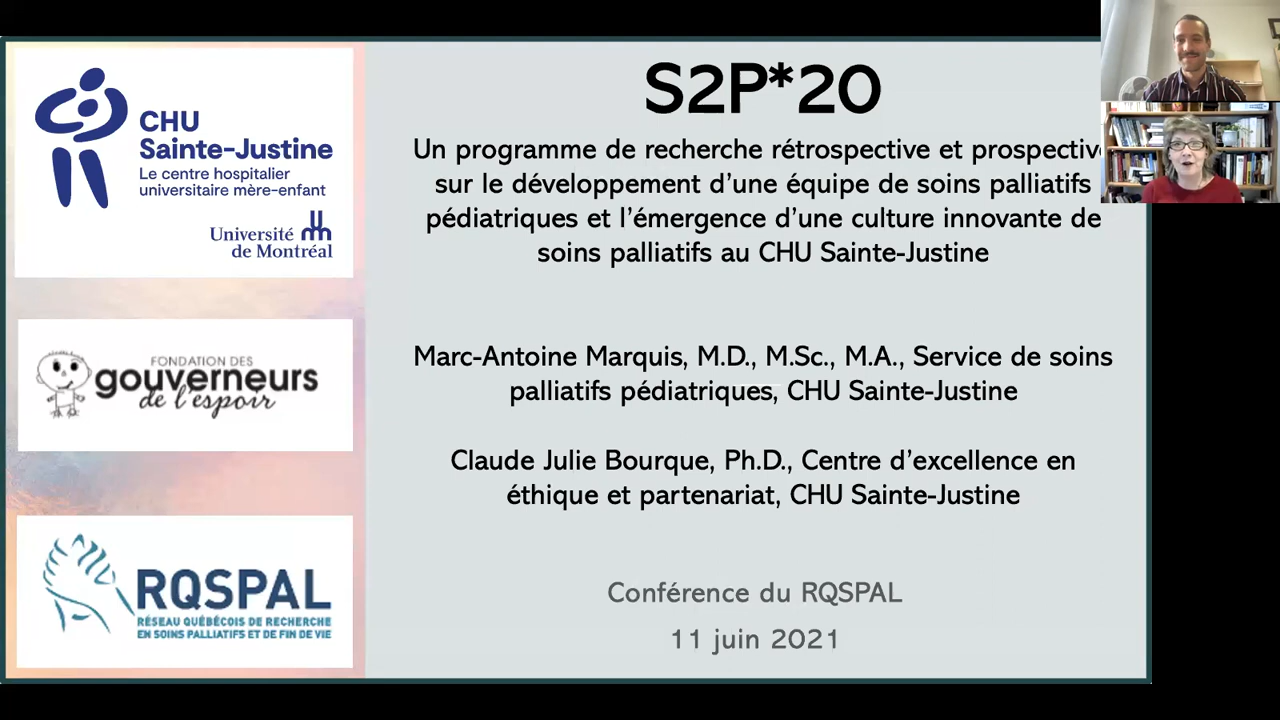 CHU
Sainte-Justine
Le centre hospitalier
universitaire mère-enfant
Université
de Montréal
FONDATION DES
gouverneurs
de l'espoir
RQSPAL
RÉSEAU QUÉBÉCOIS DE RECHERCHE
EN SOINS PALLIATIFS ET DE FIN DE VIE
S2P*20
Un programme de recherche rétrospective et prospectiv
sur le développement d'une équipe de soins palliatifs
pédiatriques et l'émergence d'une culture innovante de
soins palliatifs au CHU Sainte-Justine
Marc-Antoine Marquis, M.D., M.Sc., M.A., Service de soins
palliatifs pédiatriques, CHU Sainte-Justine
Claude Julie Bourque, Ph.D., Centre d'excellence en
éthique et partenariat, CHU Sainte-Justine
Conférence du RQSPAL
11 juin 2021